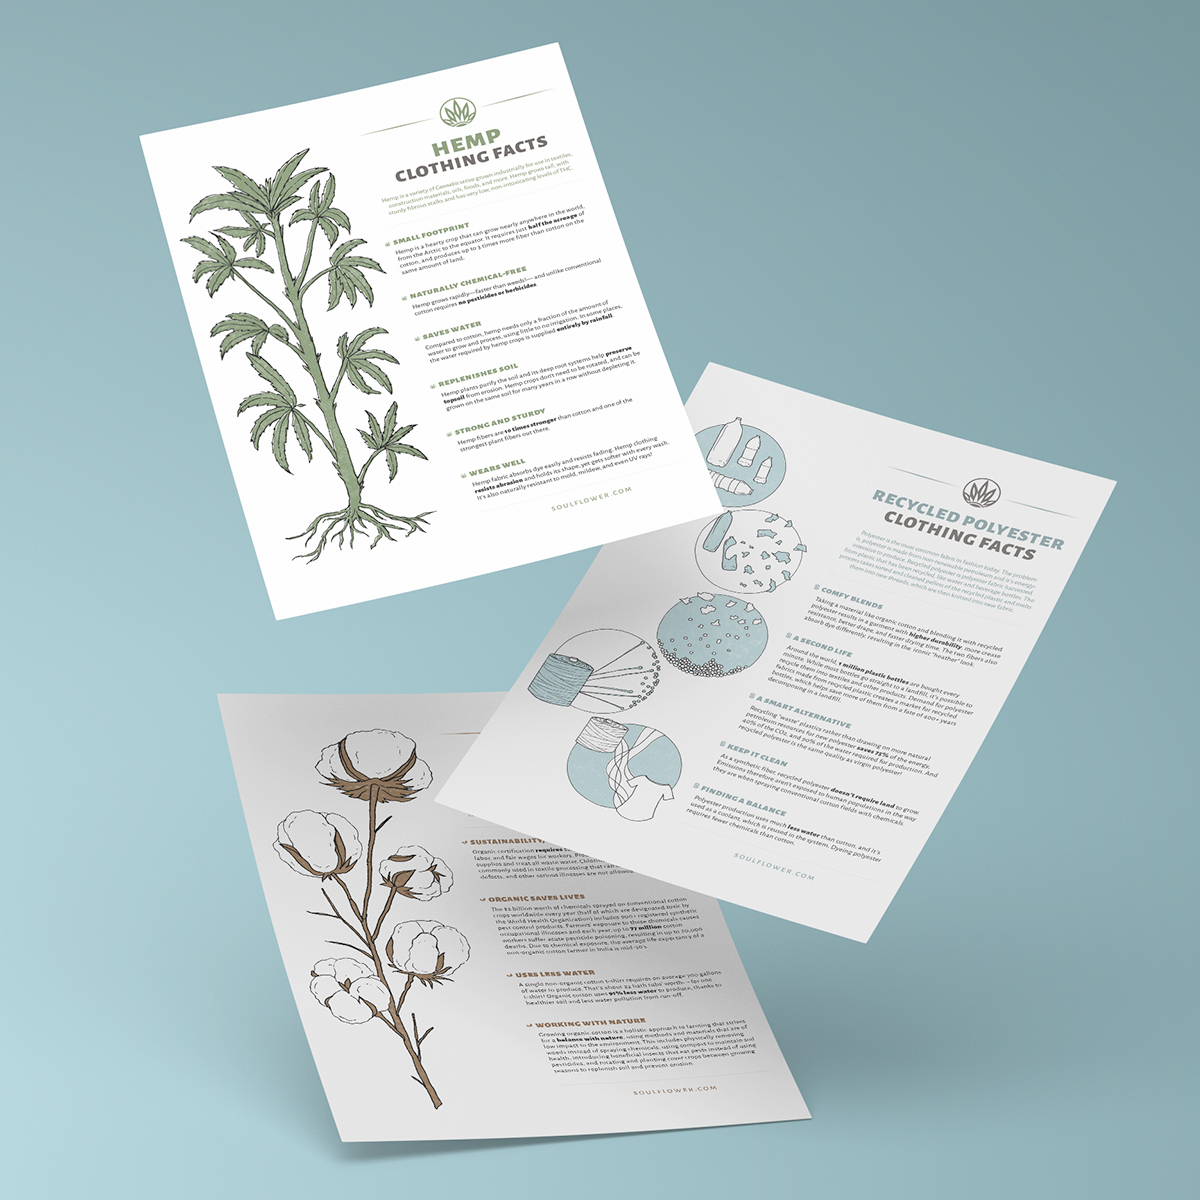 HEMP
CLOTHING FACTS
Hemp is a variety of Cannabis sativa grown industrially for use in textiles,
construction materials, oils, foods, and more. Hemp grows tall, with
sturdy fibrous stalks and has very low, non-intoxicating levels of THC.
SMALL FOOTPRINT
Hemp is a hearty crop that can grow nearly anywhere in the world,
from the Arctic to the equator. It requires just half the acreage of
cotton, and produces up to 3 times more fiber than cotton on the
same amount of land.
NATURALLY CHEMICAL-FREE
Hemp grows rapidly—faster than weeds!—and unlike conventional
cotton requires no pesticides or herbicides.
SAVES WATER
Compared to cotton, hemp needs only a fraction of the amount of
water to grow and process, using little to no irrigation. In some places,
the water required by hemp crops is supplied entirely by rainfall.
REPLENISHES SOIL
Hemp plants purify the soil and its deep root systems help preserve
topsoil from erosion. Hemp crops don't need to be rotated, and can be
grown on the same soil for many years in a row without depleting it.
STRONG AND STURDY
Hemp fibers are 10 times stronger than cotton and one of the
strongest plant fibers out there.
WEARS WELL
Hemp fabric absorbs dye easily and resists fading. Hemp clothing
resists abrasion and holds its shape, yet gets softer with every wash.
It's also naturally resistant to mold, mildew, and even UV rays!
SOULFLOWER.COM
RECYCLED POLYESTER
CLOTHING FACTS
Polyester is the most common fabric in fashion today. The problem
is, polyester is made from non-renewable petroleum and it's energy-
intensive to produce. Recycled polyester is polyester fabric harvested
from plastic that has been recycled, like water and beverage bottles. The
process takes sorted and cleaned pellets of the recycled plastic and melts
them into new threads, which are then knitted into new fabric.
COMFY BLENDS
Taking a material like organic cotton and blending it with recycled
polyester results in a garment with higher durability, more crease
resistance, better drape, and faster drying time. The two fibers also
absorb dye differently, resulting in the iconic "heather" look.
A SECOND LIFE
Around the world, 1 million plastic bottles are bought every
minute. While most bottles go straight to a landfill, it's possible to
recycle them into textiles and other products. Demand for polyester
fabrics made from recycled plastic creates a market for recycled
bottles, which helps save more of them from a fate of 400+ years
decomposing in a landfill.
A SMART ALTERNATIVE
Recycling "waste" plastics rather than drawing on more natural
petroleum resources for new polyester saves 75% of the energy,
40% of the CO2, and 90% of the water required for production. And
recycled polyester is the same quality as virgin polyester!
KEEP IT CLEAN
As a synthetic fiber, recycled polyester doesn't require land to grow.
Emissions therefore aren't exposed to human populations in the way
they are when spraying conventional cotton fields with chemicals.
FINDING A BALANCE
Polyester production uses much less water than cotton, and it's
used as a coolant, which is reused in the system. Dyeing polyester
requires fewer chemicals than cotton.
SOULFLOWER.COM
SUSTAINABILITY
Organic certification requires
labor, and fair wages for workers.
supplies and treat all waste water.
commonly used in textile processing that can
defects, and other serious illnesses are not allowed
ORGANIC SAVES LIVES
The $2 billion worth of chemicals sprayed on conventional cotton
crops worldwide every year (half of which are designated toxic by
the World Health Organization) includes 900+ registered synthetic
pest control products. Farmers' exposure to these chemicals causes
occupational illnesses and each year, up to 77 million cotton
workers suffer acute pesticide poisoning, resulting in up to 20,000
deaths. Due to chemical exposure, the average life expectancy of a
non-organic cotton farmer in India is mid-50's.
USES LESS WATER
A single non-organic cotton t-shirt requires on average 700 gallons
of water to produce. That's about 24 bath tubs' worth— for one
t-shirt! Organic cotton uses 91% less water to produce, thanks to
healthier soil and less water pollution from run-off.
WORKING WITH NATURE
Growing organic cotton is a holistic approach to farming that strives
for a balance with nature, using methods and materials that are of
low impact to the environment. This includes physically removing
weeds instead of spraying chemicals, using compost to maintain soil
health, introducing beneficial insects that eat pests instead of using
pesticides, and rotating and planting cover crops between growing
seasons to replenish soil and prevent erosion.
SOULFLOWER.COM